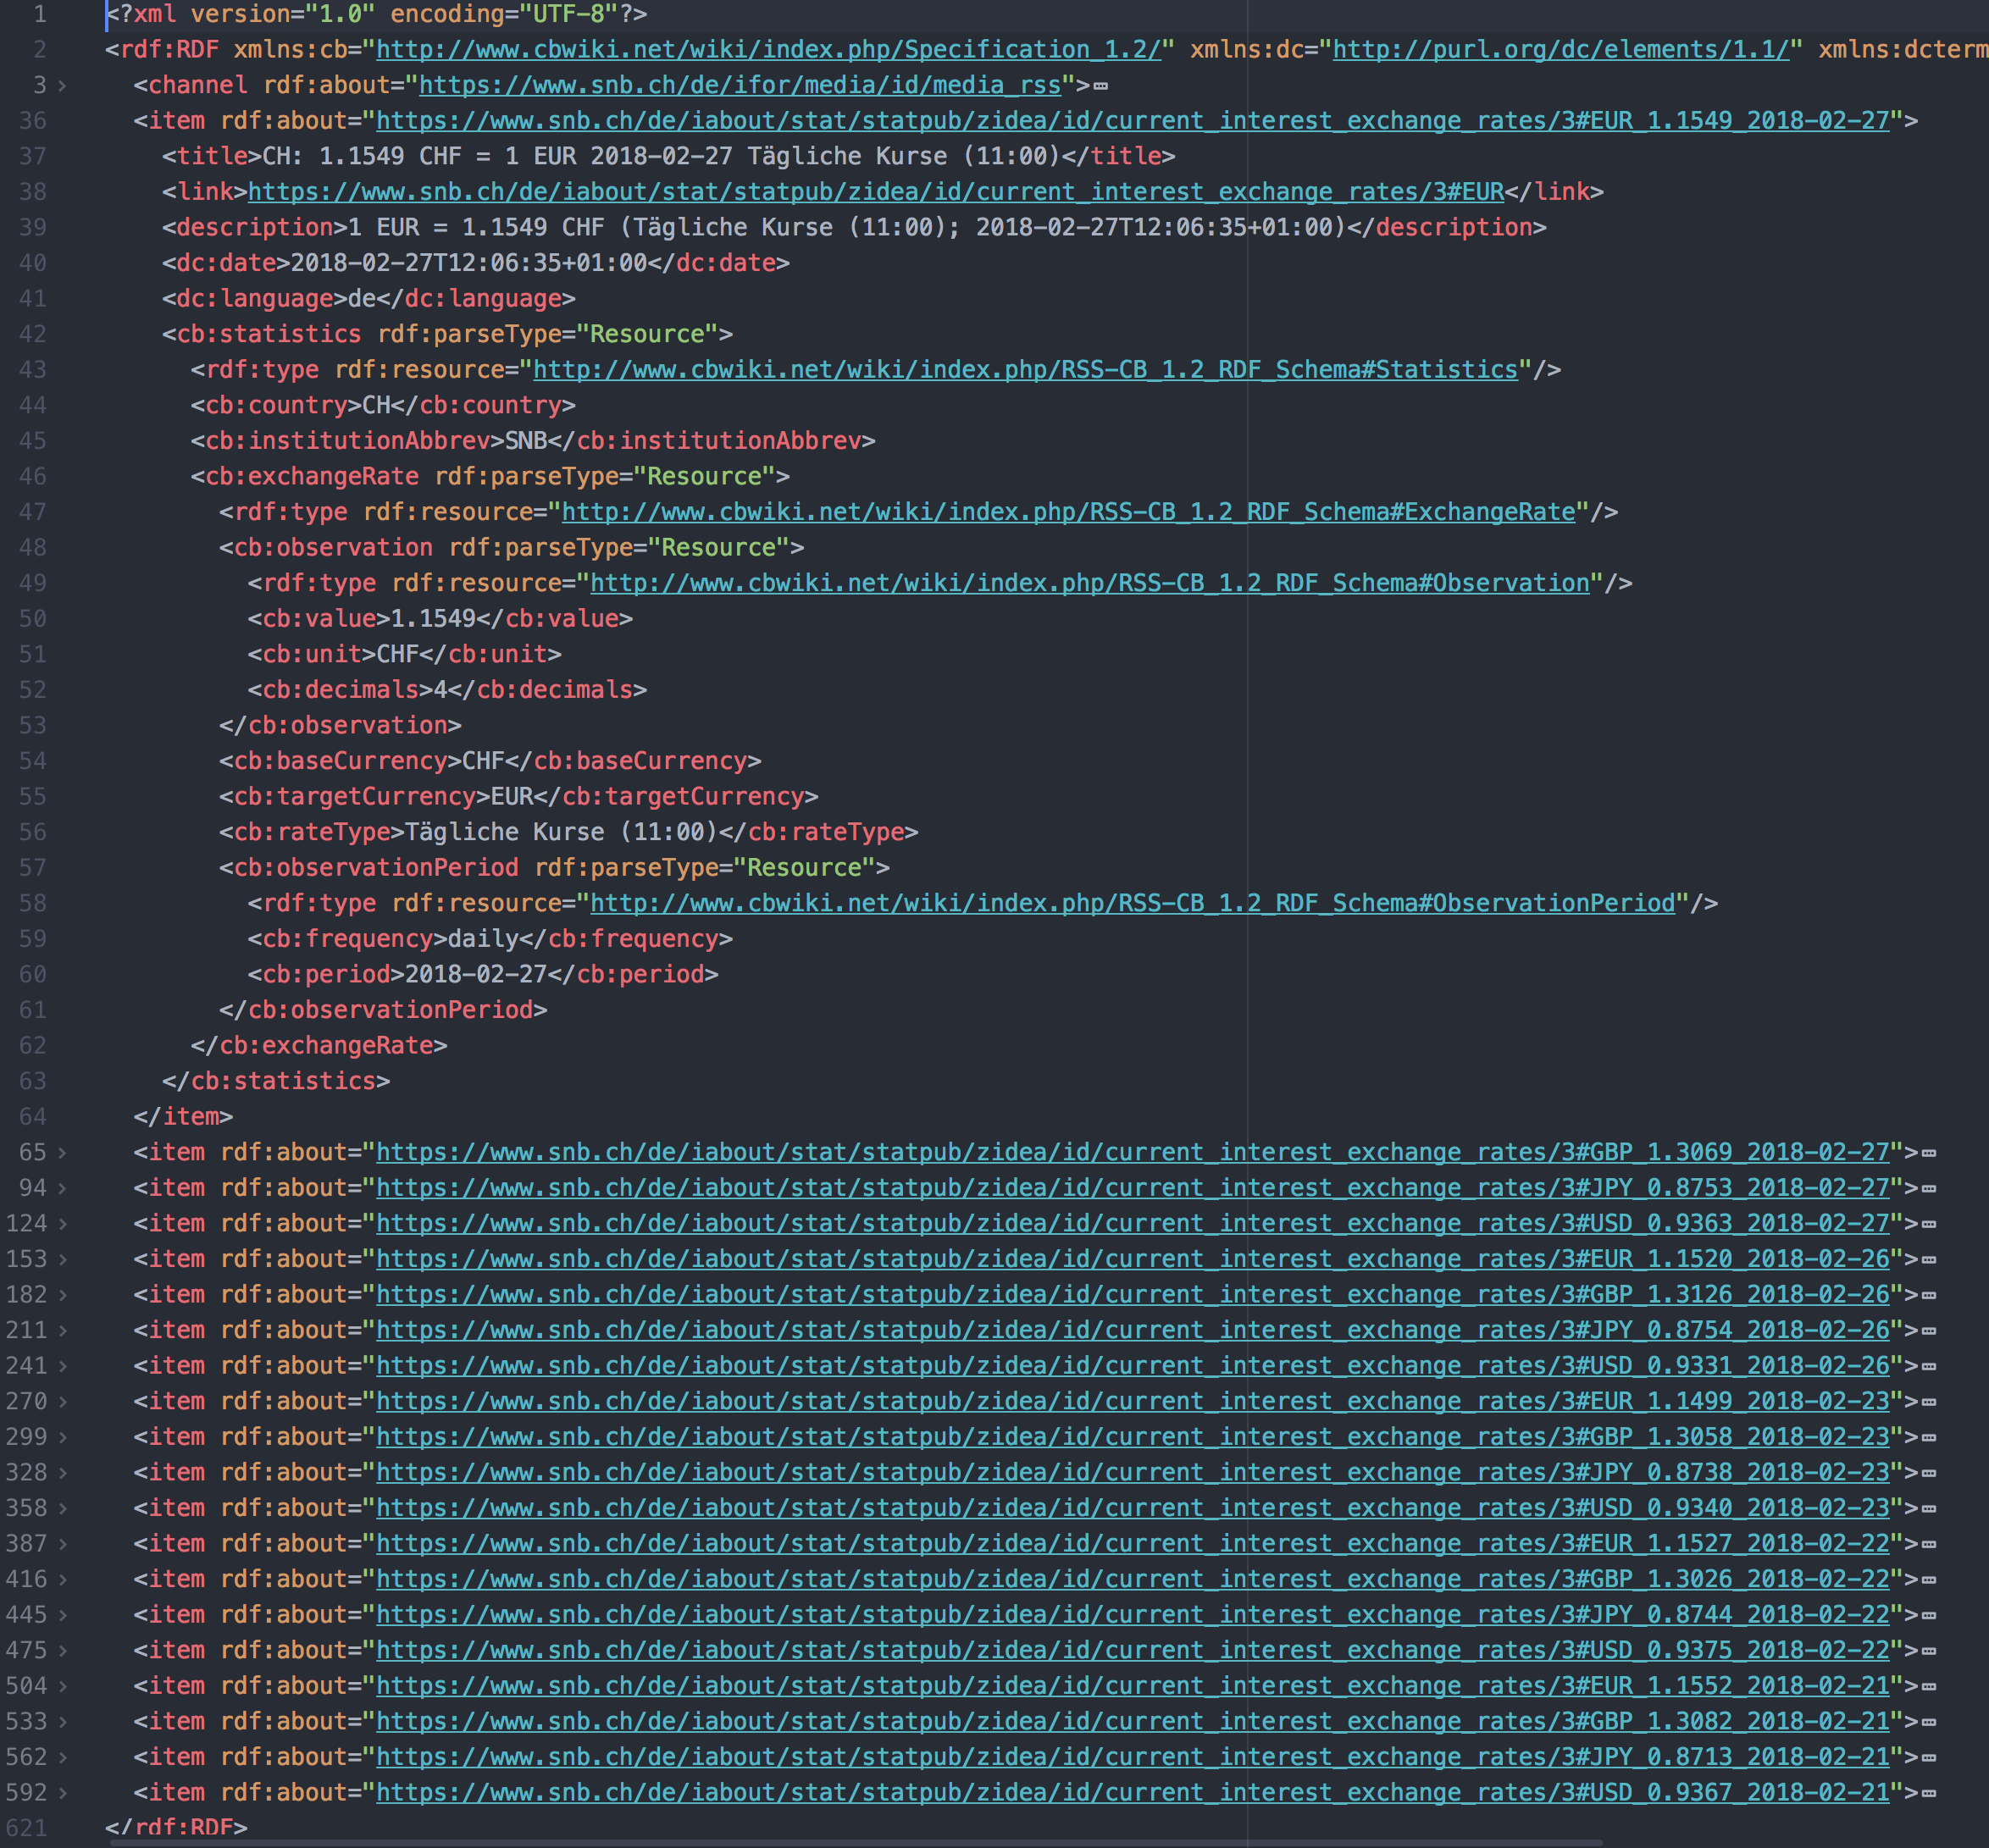 1 <?xml version="1.0" encoding="UTF-8"?>
2 <rdf:RDF xmlns:cb="http://www.cbwiki.net/wiki/index.php/Specification_1.2/" xmlns:dc="http://purl.org/dc/elements/1.1/" xmlns:dcterm
3 <channel rdf:about="https://www.snb.ch/de/ifor/media/id/media_rss">
36 <item rdf:about="https://www.snb.ch/de/iabout/stat/statpub/zidea/id/current_interest_exchange_rates/3#EUR_1.1549_2018-02-27">
37 <title>CH: 1.1549 CHF = 1 EUR 2018-02-27 Tägliche Kurse (11:00)</title>
38 <link>https://www.snb.ch/de/iabout/stat/statpub/zidea/id/current_interest_exchange_rates/3#EUR</link>
39 <description>1 EUR = 1.1549 CHF (Tägliche Kurse (11:00); 2018-02-27T12:06:35+01:00)</description>
40 <dc:date>2018-02-27T12:06:35+01:00</dc:date>
41 <dc:language>de</dc:language>
42 <cb:statistics rdf:parseType="Resource">
43 <rdf:type rdf:resource="http://www.cbwiki.net/wiki/index.php/RSS-CB_1.2_RDF_Schema#Statistics"/>
44 <cb:country>CH</cb:country>
45 <cb:institutionAbbrev>SNB</cb:institutionAbbrev>
46 <cb:exchangeRate rdf:parseType="Resource">
47 <rdf:type rdf:resource="http://www.cbwiki.net/wiki/index.php/RSS-CB_1.2_RDF_Schema#ExchangeRate"/>
48 <cb:observation rdf:parseType="Resource">
49 <rdf:type rdf:resource="http://www.cbwiki.net/wiki/index.php/RSS-CB_1.2_RDF_Schema#Observation"/>
50 <cb:value>1.1549</cb:value>
51 <cb:unit>CHF</cb:unit>
52 <cb:decimals>4</cb:decimals>
53 </cb:observation>
54 <cb:baseCurrency>CHF</cb:baseCurrency>
55 <cb:targetCurrency>EUR</cb:targetCurrency>
56 <cb:rateType>Tägliche Kurse (11:00)</cb:rateType>
57 <cb:observationPeriod rdf:parseType="Resource">
58 <rdf:type rdf:resource="http://www.cbwiki.net/wiki/index.php/RSS-CB_1.2_RDF_Schema#ObservationPeriod"/>
59 <cb:frequency>daily</cb:frequency>
60 <cb:period>2018-02-27</cb:period>
61 </cb:observationPeriod>
62 </cb:exchangeRate>
63 </cb:statistics>
64 </item>
65 <item rdf:about="https://www.snb.ch/de/iabout/stat/statpub/zidea/id/current_interest_exchange_rates/3#GBP_1.3069_2018-02-27">
94 <item rdf:about="https://www.snb.ch/de/iabout/stat/statpub/zidea/id/current_interest_exchange_rates/3#JPY_0.8753_2018-02-27">
124 <item rdf:about="https://www.snb.ch/de/iabout/stat/statpub/zidea/id/current_interest_exchange_rates/3#USD_0.9363_2018-02-27">
153 <item rdf:about="https://www.snb.ch/de/iabout/stat/statpub/zidea/id/current_interest_exchange_rates/3#EUR_1.1520_2018-02-26">
182 <item rdf:about="https://www.snb.ch/de/iabout/stat/statpub/zidea/id/current_interest_exchange_rates/3#GBP_1.3126_2018-02-26">
211 <item rdf:about="https://www.snb.ch/de/iabout/stat/statpub/zidea/id/current_interest_exchange_rates/3#JPY_0.8754_2018-02-26">
241 <item rdf:about="https://www.snb.ch/de/iabout/stat/statpub/zidea/id/current_interest_exchange_rates/3#USD_0.9331_2018-02-26">
270 <item rdf:about="https://www.snb.ch/de/iabout/stat/statpub/zidea/id/current_interest_exchange_rates/3#EUR_1.1499_2018-02-23">
299 <item rdf:about="https://www.snb.ch/de/iabout/stat/statpub/zidea/id/current_interest_exchange_rates/3#GBP_1.3058_2018-02-23">
328 <item rdf:about="https://www.snb.ch/de/iabout/stat/statpub/zidea/id/current_interest_exchange_rates/3#JPY_0.8738_2018-02-23">
358 <item rdf:about="https://www.snb.ch/de/iabout/stat/statpub/zidea/id/current_interest_exchange_rates/3#USD_0.9340_2018-02-23">
387 <item rdf:about="https://www.snb.ch/de/iabout/stat/statpub/zidea/id/current_interest_exchange_rates/3#EUR_1.1527_2018-02-22">
416 <item rdf:about="https://www.snb.ch/de/iabout/stat/statpub/zidea/id/current_interest_exchange_rates/3#GBP_1.3026_2018-02-22">
445 <item rdf:about="https://www.snb.ch/de/iabout/stat/statpub/zidea/id/current_interest_exchange_rates/3#JPY_0.8744_2018-02-22">
475 <item rdf:about="https://www.snb.ch/de/iabout/stat/statpub/zidea/id/current_interest_exchange_rates/3#USD_0.9375_2018-02-22">
504 <item rdf:about="https://www.snb.ch/de/iabout/stat/statpub/zidea/id/current_interest_exchange_rates/3#EUR_1.1552_2018-02-21">
533 <item rdf:about="https://www.snb.ch/de/iabout/stat/statpub/zidea/id/current_interest_exchange_rates/3#GBP_1.3082_2018-02-21">
562 <item rdf:about="https://www.snb.ch/de/iabout/stat/statpub/zidea/id/current_interest_exchange_rates/3#JPY_0.8713_2018-02-21">
592 <item rdf:about="https://www.snb.ch/de/iabout/stat/statpub/zidea/id/current_interest_exchange_rates/3#USD_0.9367_2018-02-21">
621 </rdf:RDF>